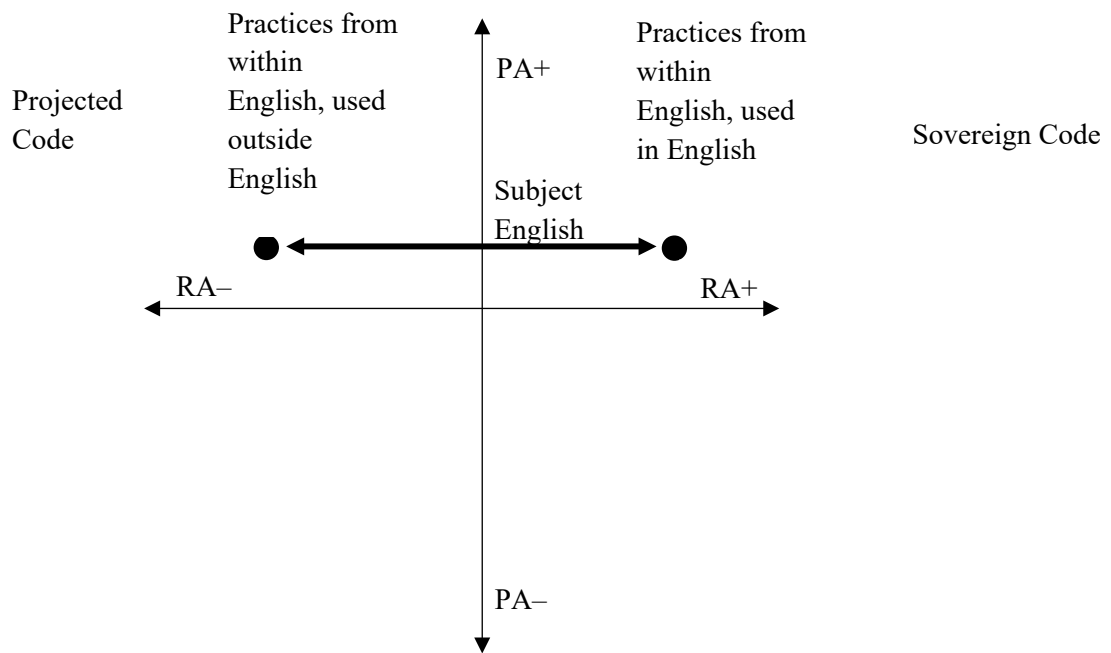 Projected
Code
Practices from
within
English, used
outside
English
PA+
Practices from
within
English, used
in English
Sovereign Code
Subject
English
RA–
RA+
PA–